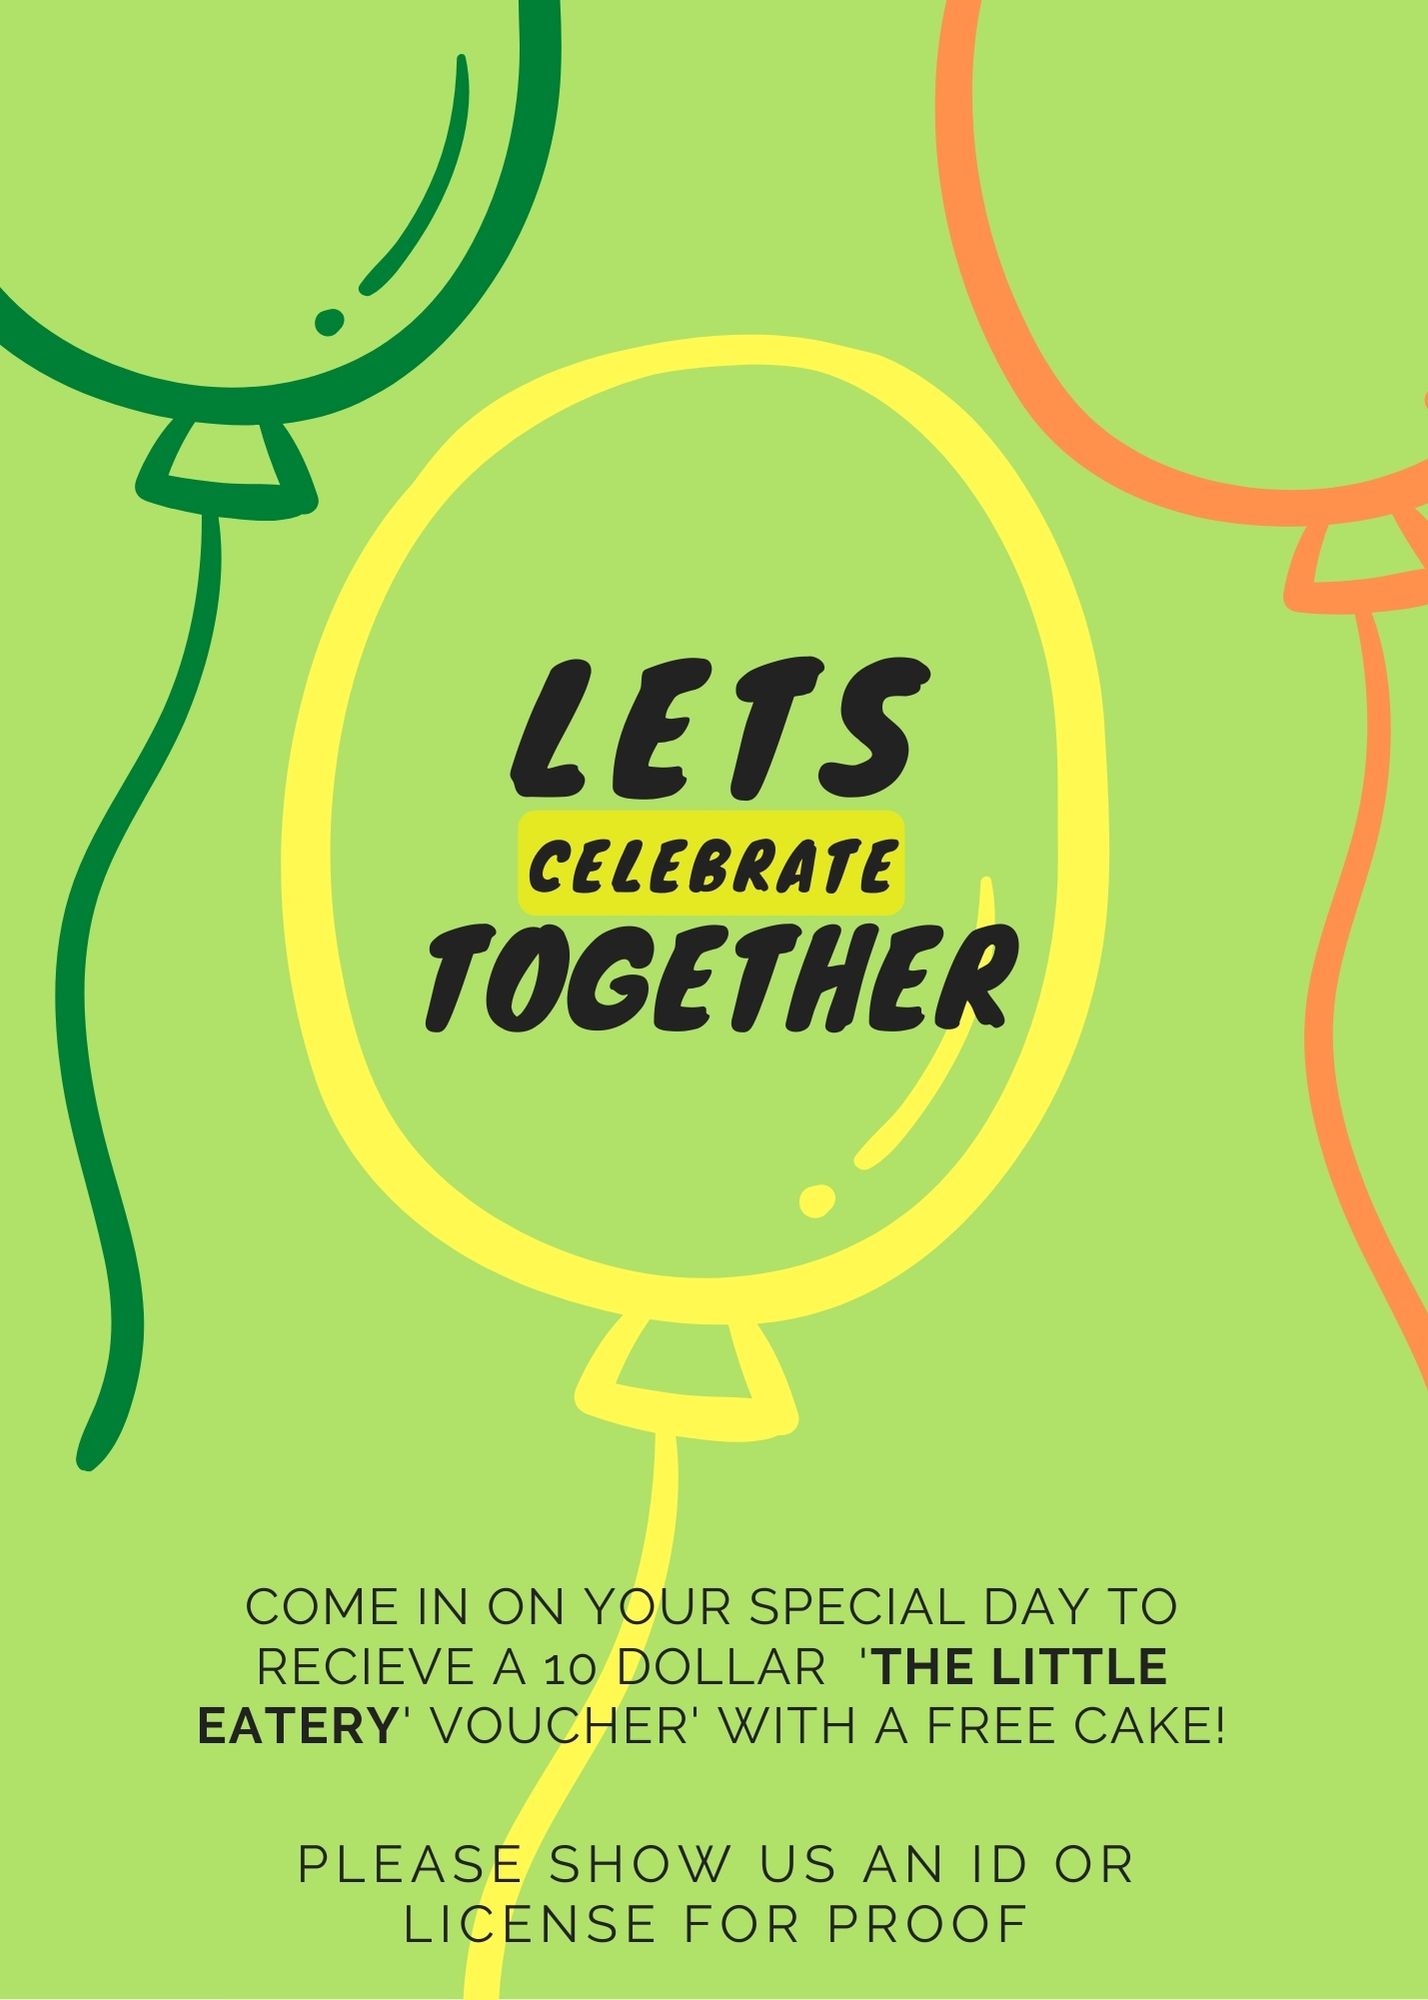 LETS
CELEBRATE
TOGETHER
COME IN ON YOUR SPECIAL DAY TO
RECIEVE A 10 DOLLAR 'THE LITTLE
EATERY' VOUCHER' WITH A FREE CAKE!
PLEASE SHOW US AN ID OR
LICENSE FOR PROOF